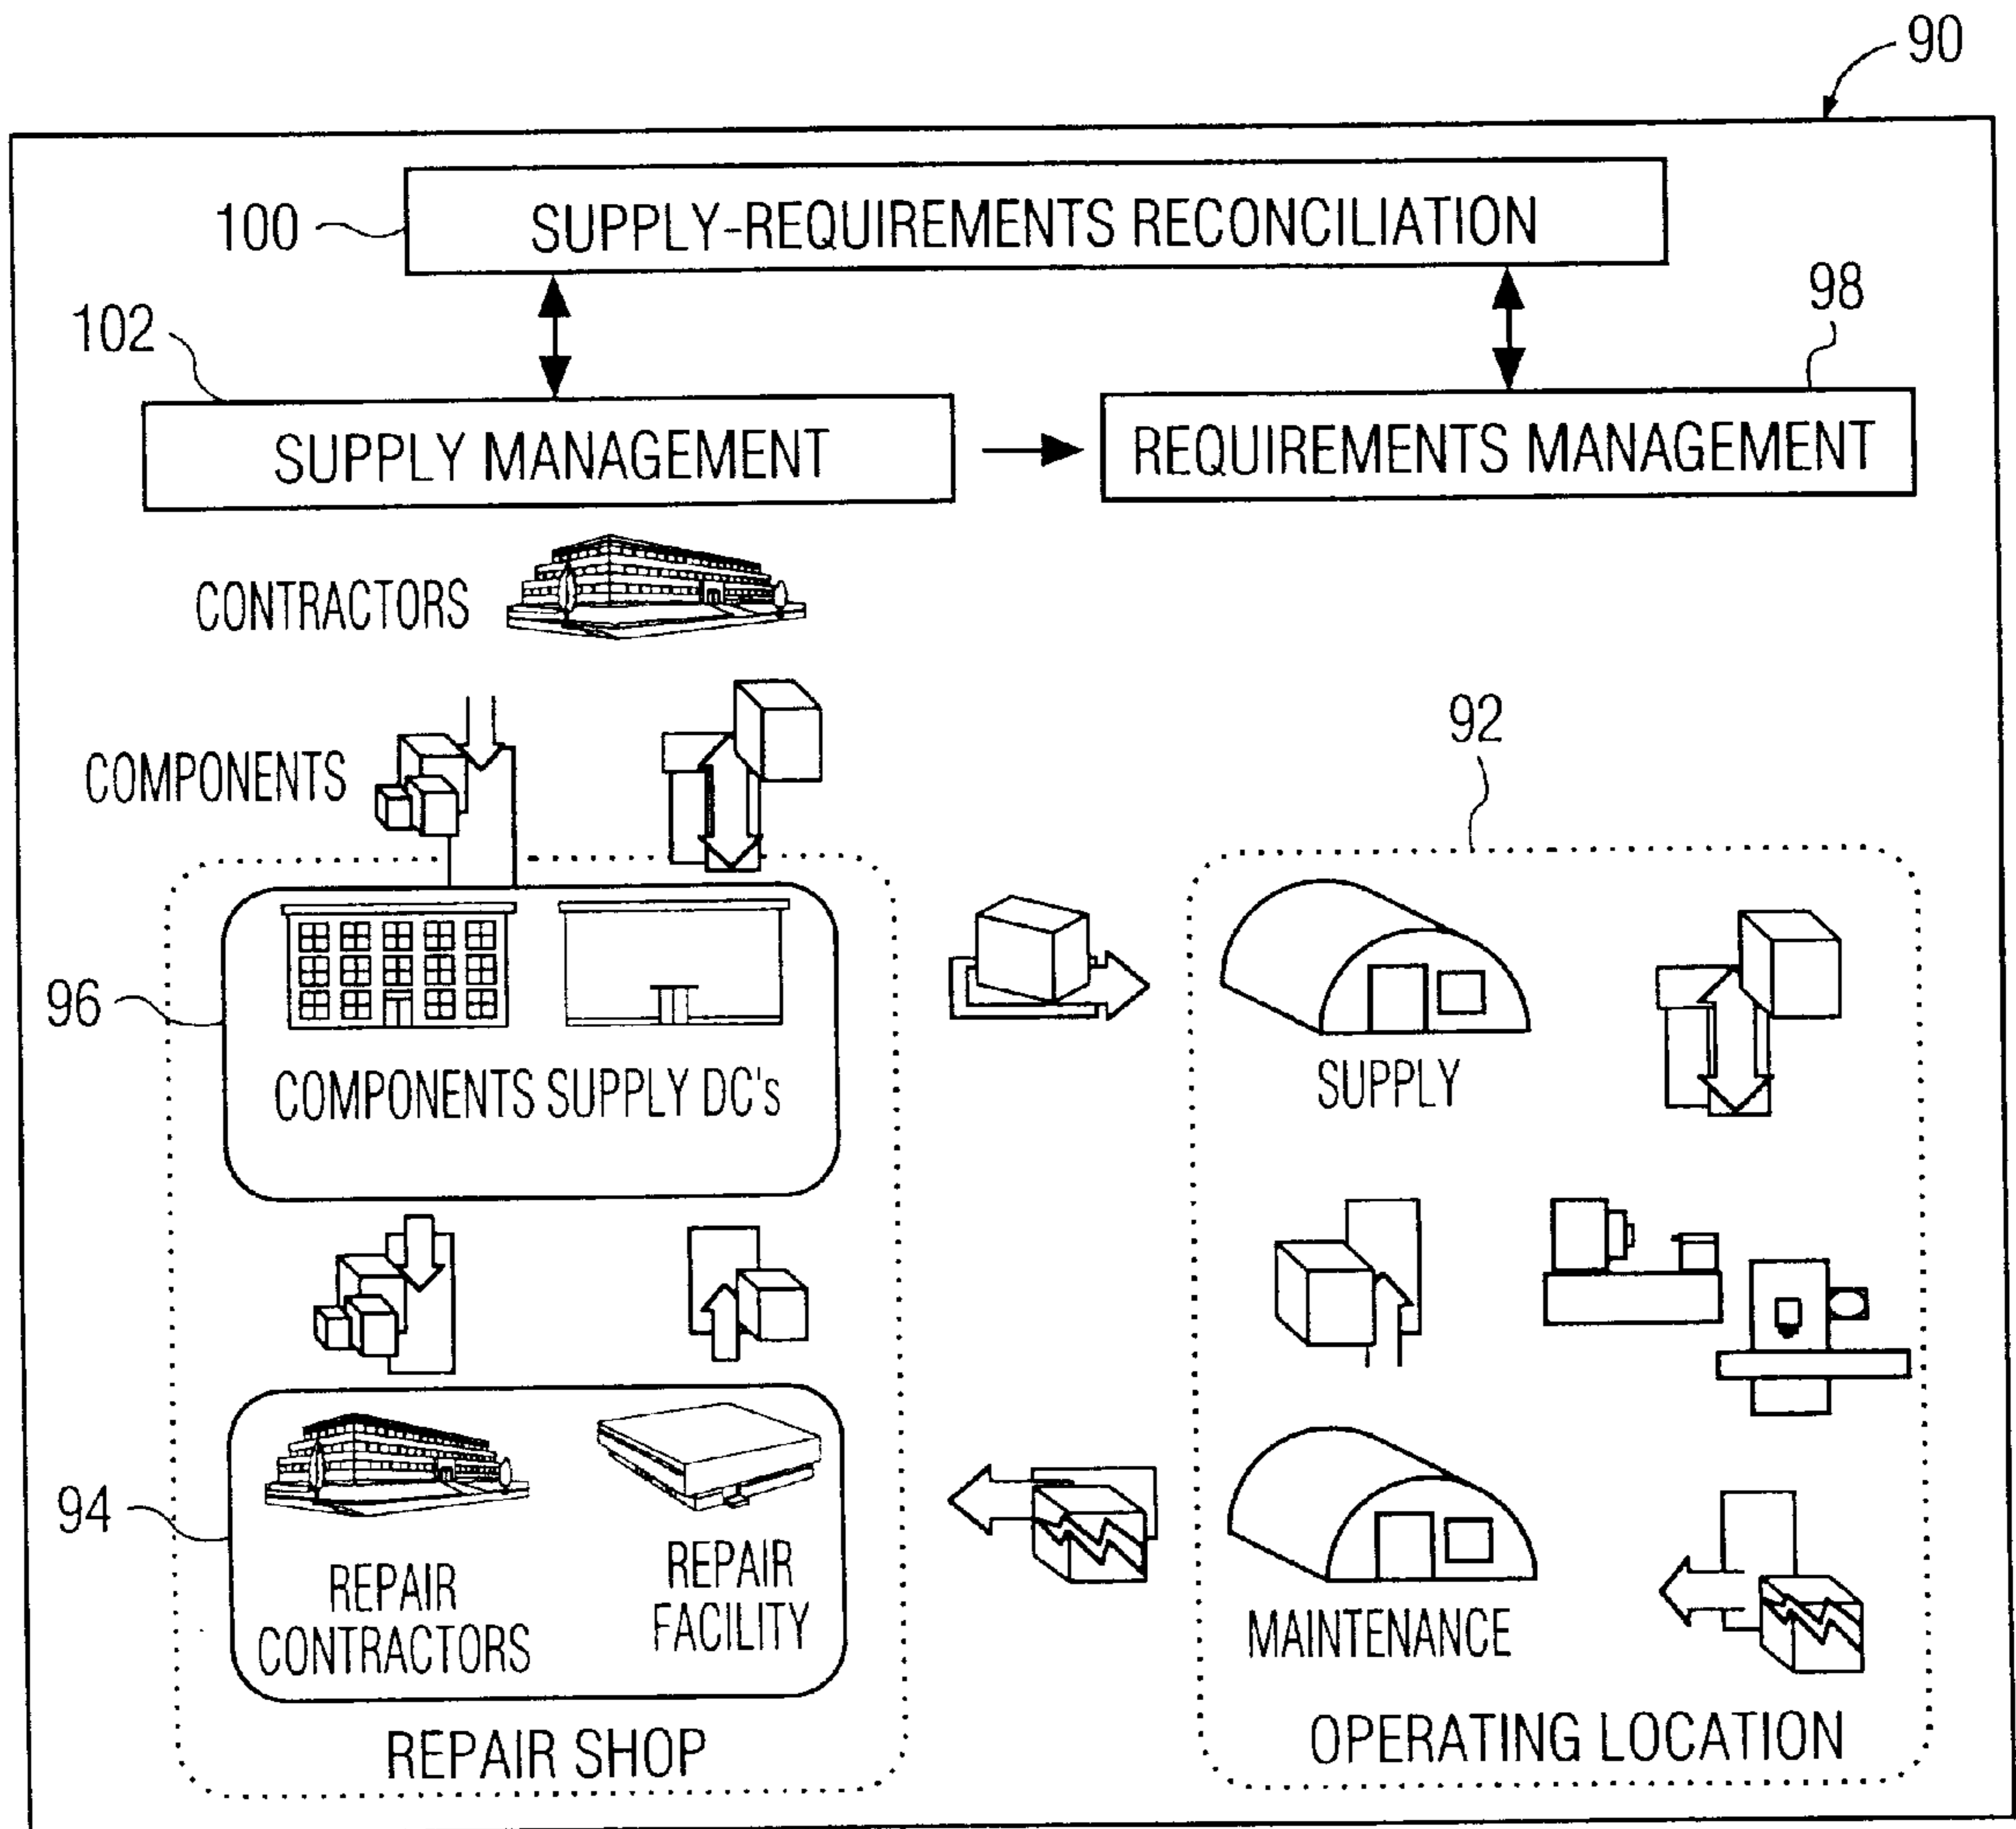 90
100
SUPPLY-REQUIREMENTS RECONCILIATION
102
98
SUPPLY MANAGEMENT
REQUIREMENTS MANAGEMENT
CONTRACTORS
COMPONENTS
92
96
COMPONENTS SUPPLY DC's
SUPPLY
94
REPAIR
CONTRACTORS
REPAIR
FACILITY
MAINTENANCE
REPAIR SHOP
OPERATING LOCATION